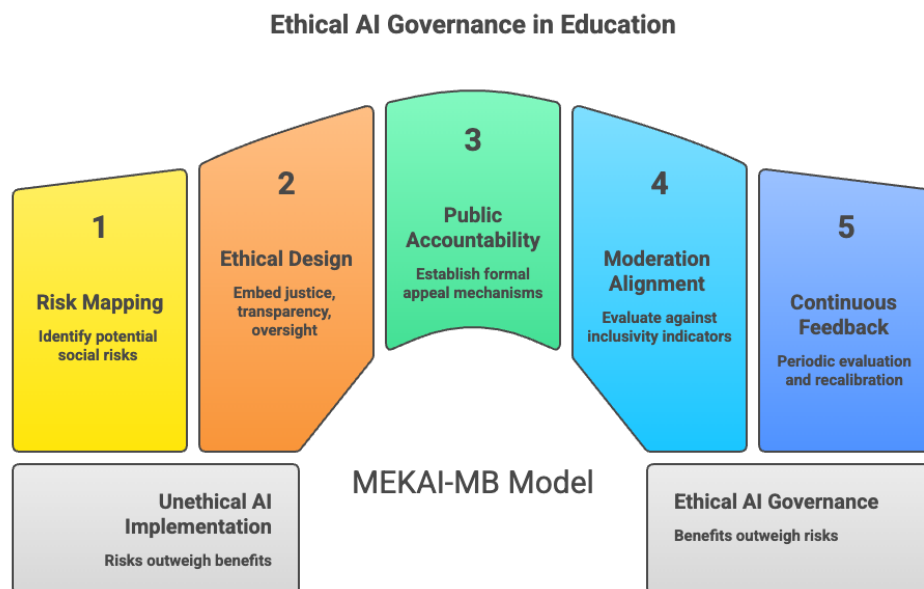 Ethical AI Governance in Education
1
Risk Mapping
Identify potential
social risks
2
Ethical Design
Embed justice,
transparency,
oversight
3
Public
Accountability
Establish formal
appeal mechanisms
4
Moderation
Alignment
Evaluate against
inclusivity indicators
5
Continuous
Feedback
Periodic evaluation
and recalibration
Unethical AI
Implementation
Risks outweigh benefits
MEKAI-MB Model
Ethical AI Governance
Benefits outweigh risks